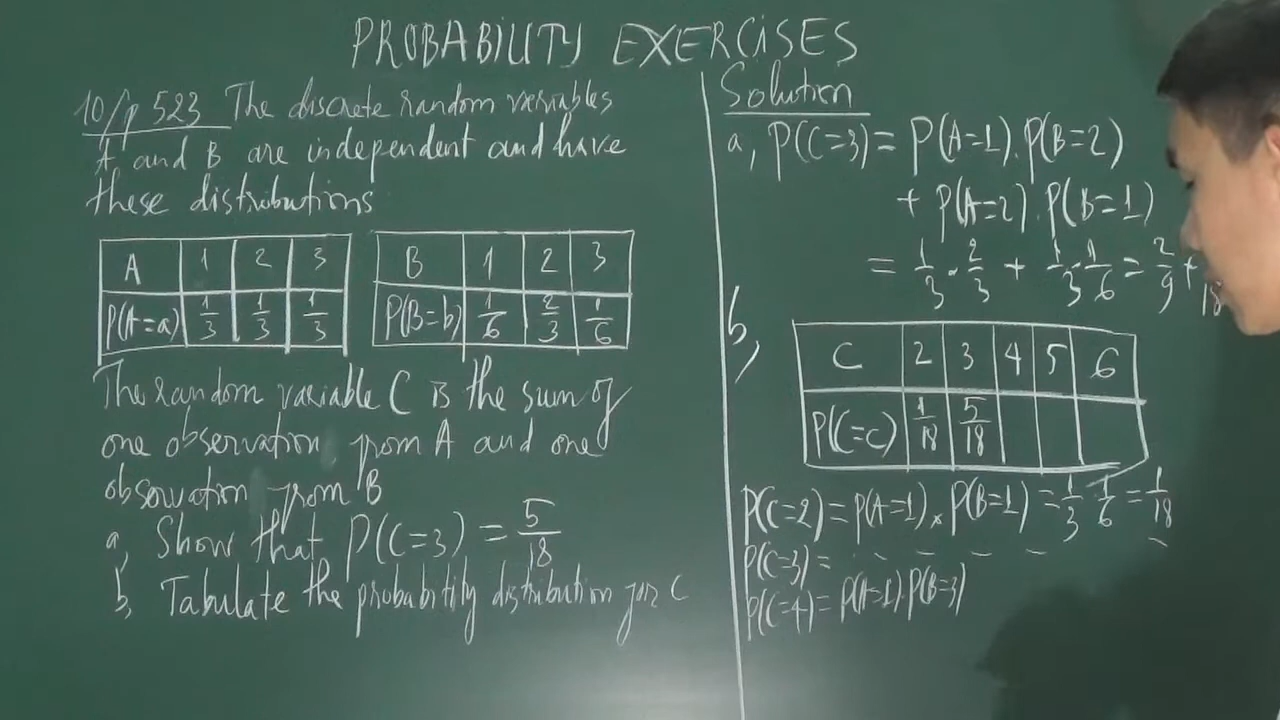 PROBABILITY EXERCISES
10/p 523 The discrete random variables
A and B are independent and have
these distributions
A 1 2 3
P(A=a) 1/3 1/3 1/3
B 1 2 3
P(B=b) 1/6 2/3 1/6
The random variable C is the sum of
one observation from A and one
observation from B
a, Show that P(C=3) = 5/18
b, Tabulate the probability distribution for C
Solution
a, P(C=3) = P(A=1).P(B=2)
+ P(A=2).P(B=1)
= 1/3 . 2/3 + 1/3 . 1/6 = 2/9 +
b,
C 2 3 4 5 6
P(C=c) 1/18 5/18
P(C=2) = P(A=1) x P(B=1) = 1/3 . 1/6 = 1/18
P(C=3) = - - - - -
P(C=4) = P(A=1).P(B=3)